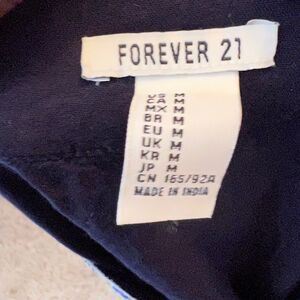 FOREVER 21
US M
CA M
MX M
BR M
EU M
UK M
KR M
JP M
CN 165/92A
MADE IN INDIA